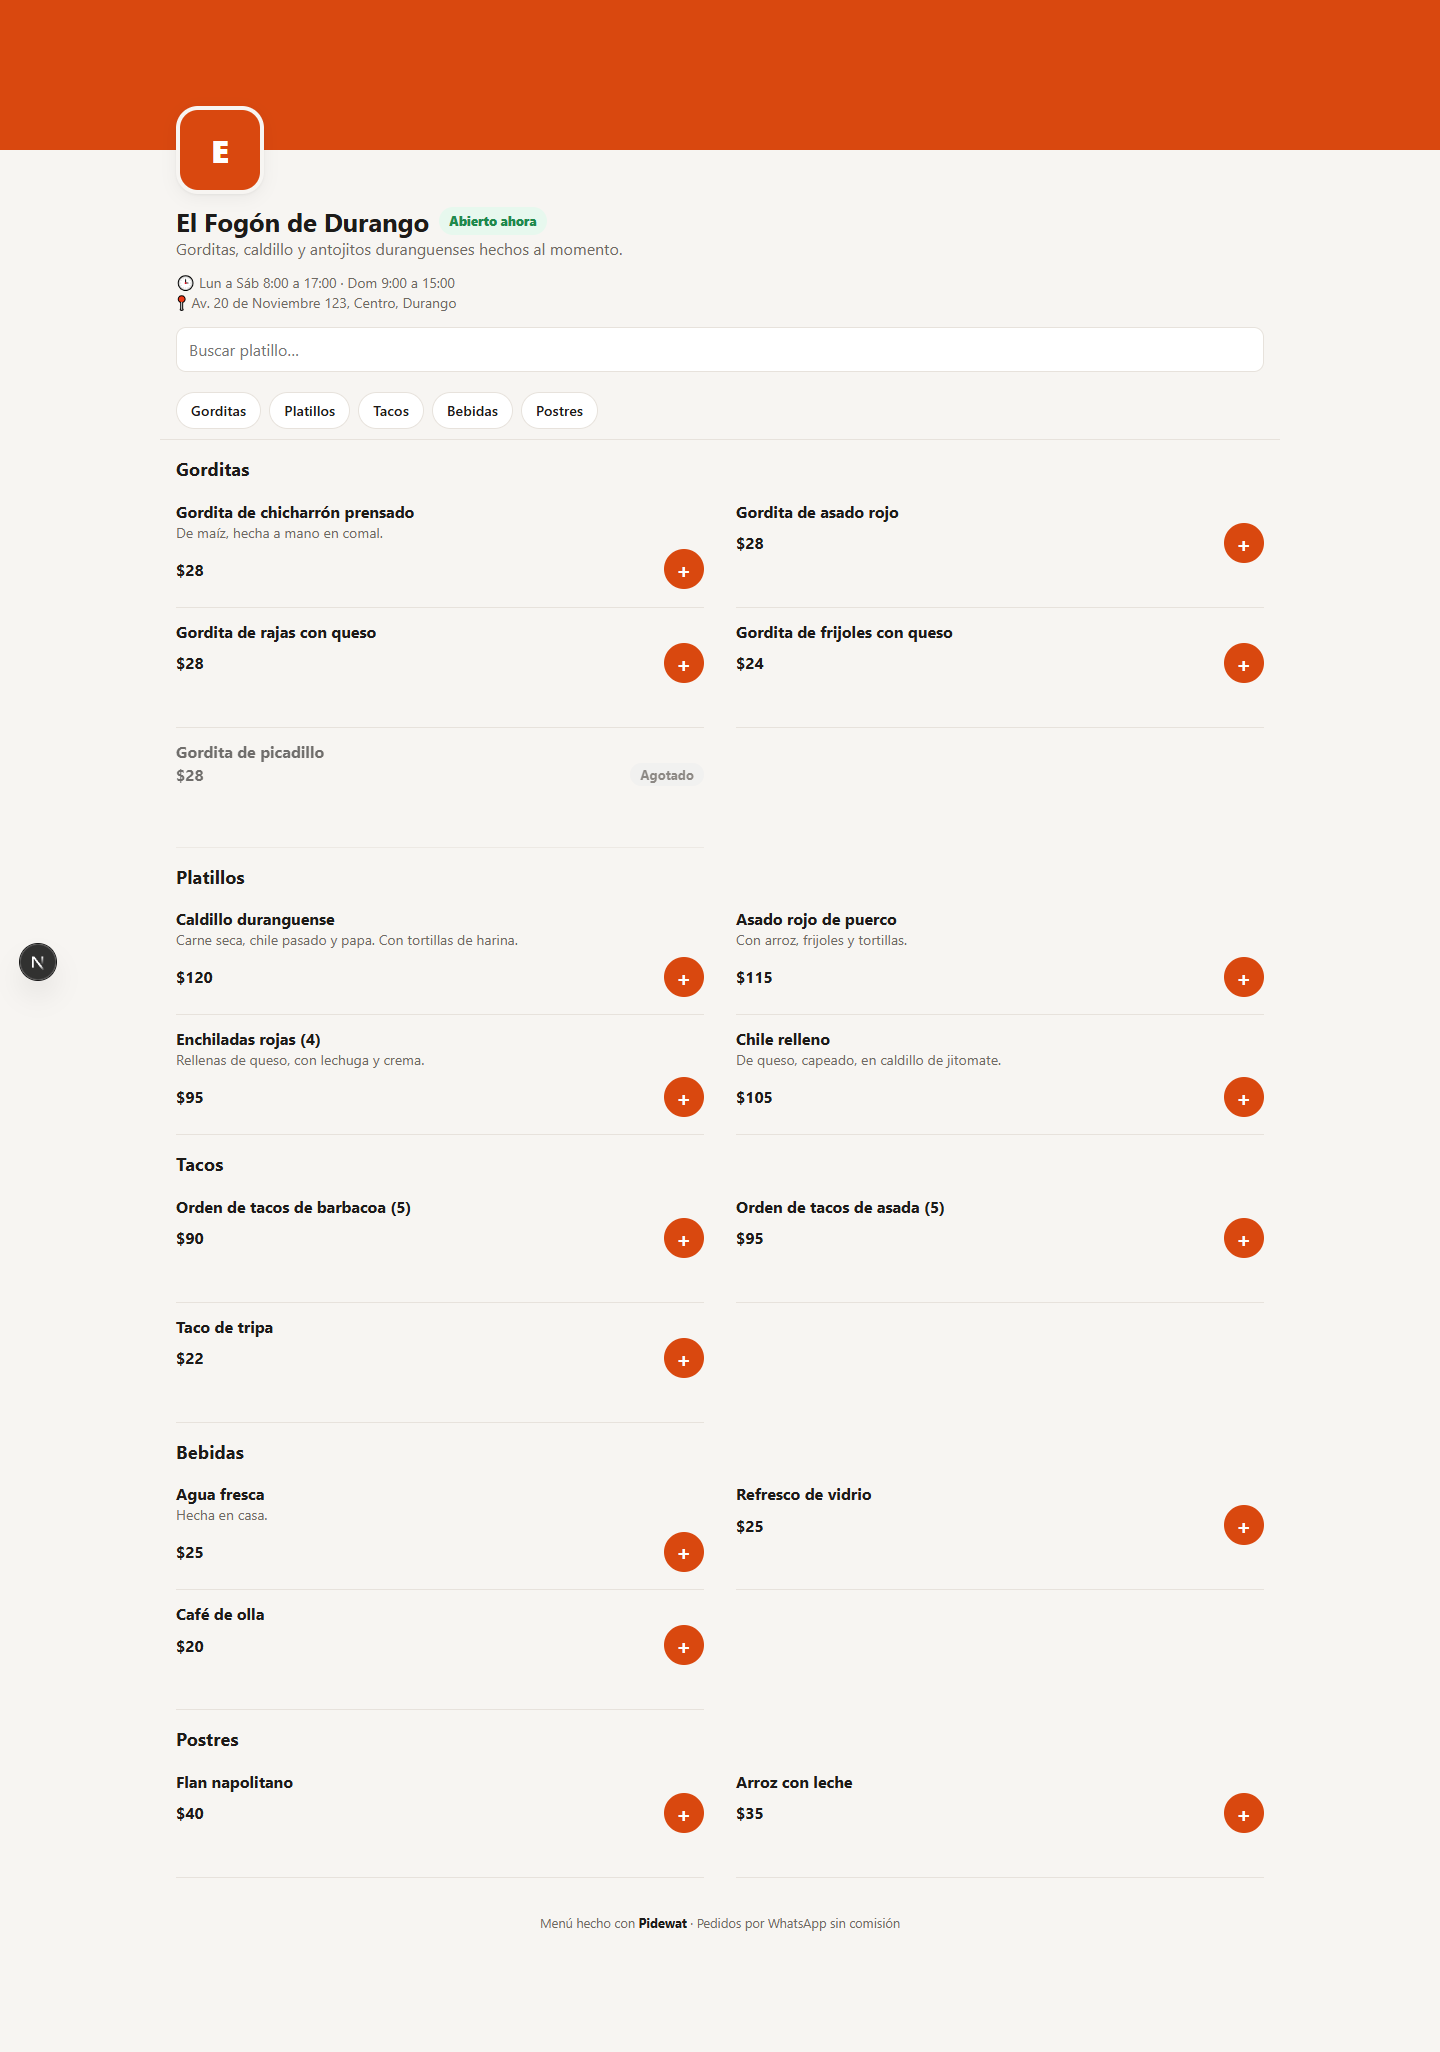 E
El Fogón de Durango
Abierto ahora
Gorditas, caldillo y antojitos duranguenses hechos al momento.
Lun a Sáb 8:00 a 17:00 · Dom 9:00 a 15:00
Av. 20 de Noviembre 123, Centro, Durango
Buscar platillo...
Gorditas
Platillos
Tacos
Bebidas
Postres
Gorditas
Gordita de chicharrón prensado
De maíz, hecha a mano en comal.
$28
+
Gordita de asado rojo
$28
+
Gordita de rajas con queso
$28
+
Gordita de frijoles con queso
$24
+
Gordita de picadillo
$28
Agotado
Platillos
Caldillo duranguense
Carne seca, chile pasado y papa. Con tortillas de harina.
$120
+
Asado rojo de puerco
Con arroz, frijoles y tortillas.
$115
+
Enchiladas rojas (4)
Rellenas de queso, con lechuga y crema.
$95
+
Chile relleno
De queso, capeado, en caldillo de jitomate.
$105
+
Tacos
Orden de tacos de barbacoa (5)
$90
+
Orden de tacos de asada (5)
$95
+
Taco de tripa
$22
+
Bebidas
Agua fresca
Hecha en casa.
$25
+
Refresco de vidrio
$25
+
Café de olla
$20
+
Postres
Flan napolitano
$40
+
Arroz con leche
$35
+
Menú hecho con Pidewat · Pedidos por WhatsApp sin comisión
N